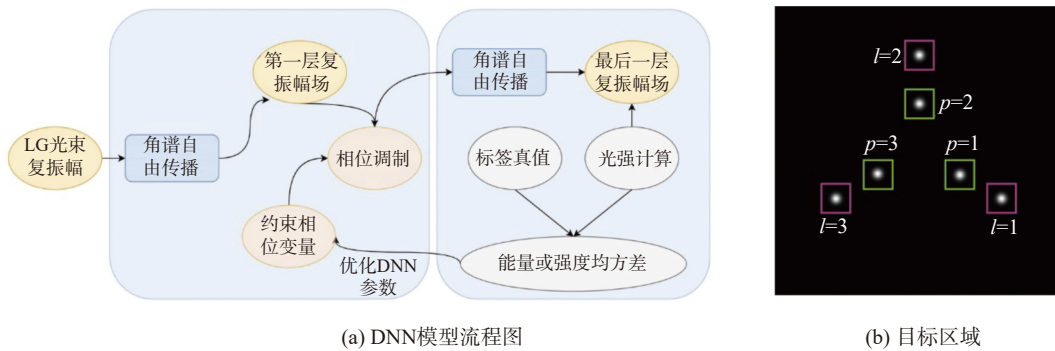 LG光束
复振幅
角谱自
由传播
第一层复
振幅场
相位调制
约束相
位变量
优化DNN
参数
角谱自
由传播
最后一层
复振幅场
标签真值
光强计算
能量或强度均方差
(a) DNN模型流程图
l=2
p=2
p=3
p=1
l=3
l=1
(b) 目标区域